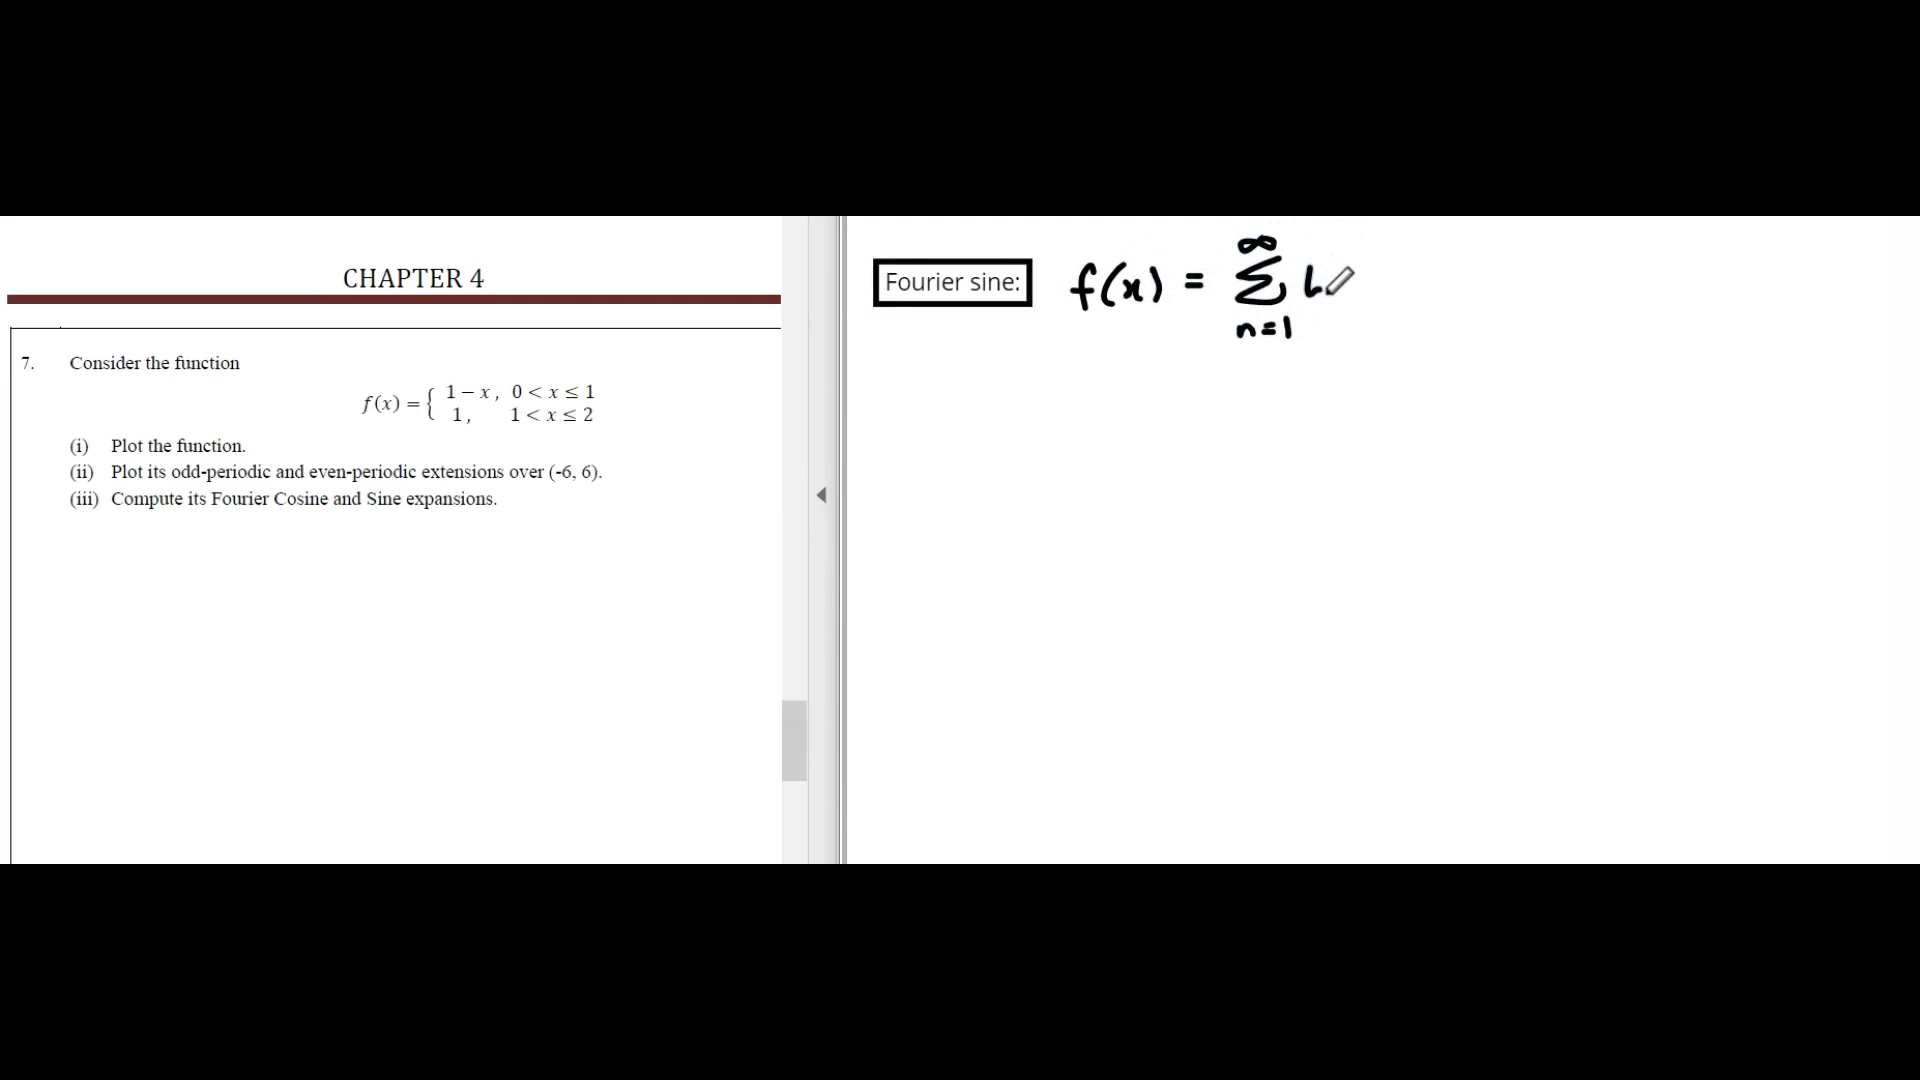 CHAPTER 4
7. Consider the function
f(x) = { 1 − x , 0 < x ≤ 1
1 , 1 < x ≤ 2
(i) Plot the function.
(ii) Plot its odd-periodic and even-periodic extensions over (-6, 6).
(iii) Compute its Fourier Cosine and Sine expansions.
Fourier sine: f(x) = ∑
∞
n=1